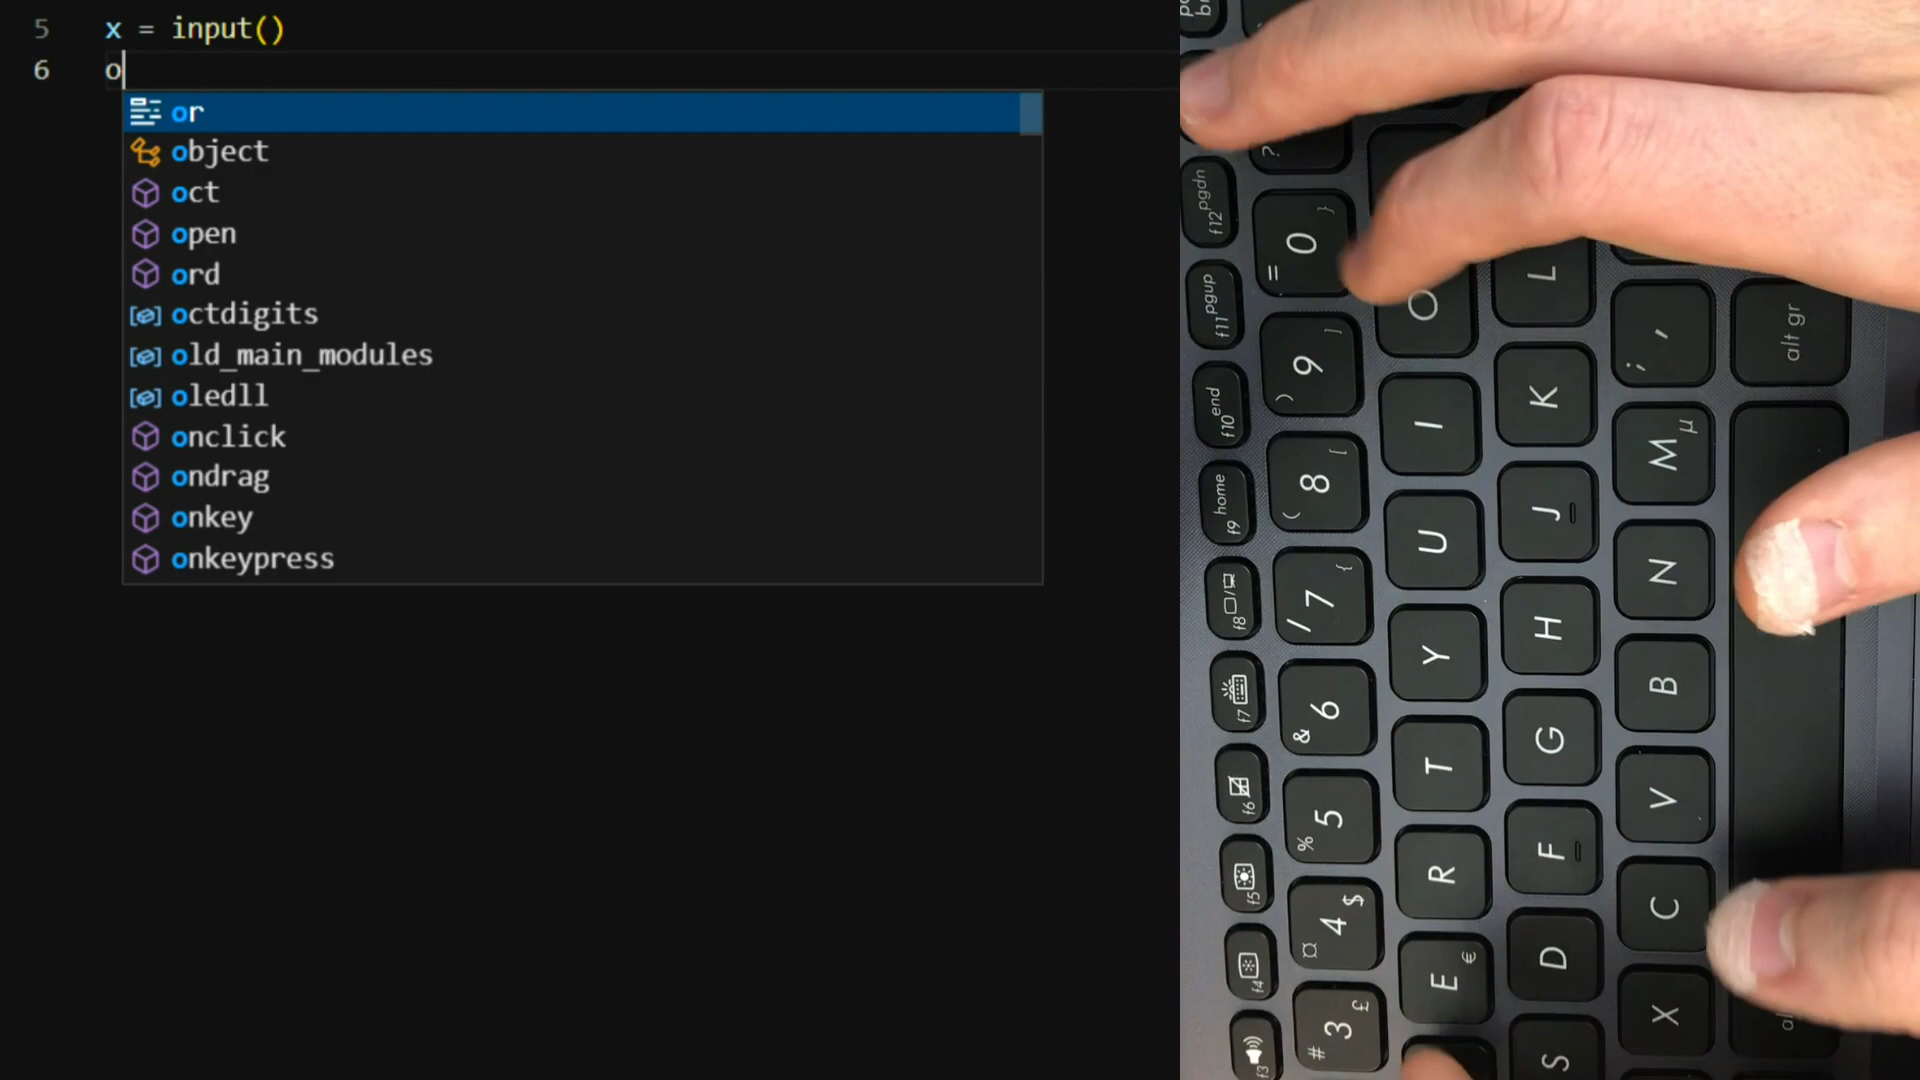 5 x = input()
6 o
or
object
oct
open
ord
octdigits
old_main_modules
oledll
onclick
ondrag
onkey
onkeypress
f12 pgdn
f11 pgup
f10 end
f9 home
f8
f7
f6
f5
f4
f3
?
= 0 }
) 9 ]
( 8 [
/ 7 {
& 6
% 5
¤ 4 $
# 3 £
O
I
U
Y
T
R
E €
L
K
J
H
G
F
D
S
; ,
M µ
N
B
V
C
X
alt gr